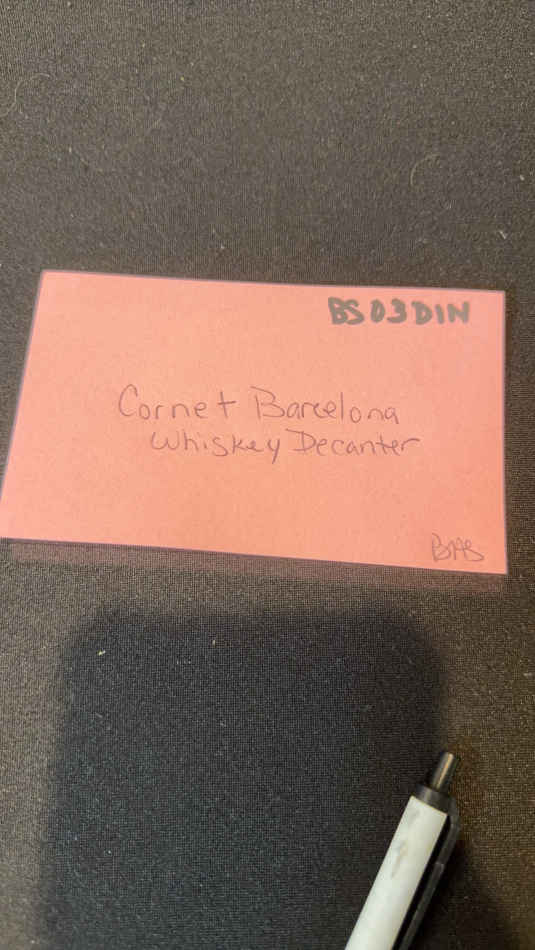 BS03DIN
Cornet Barcelona
Whiskey Decanter